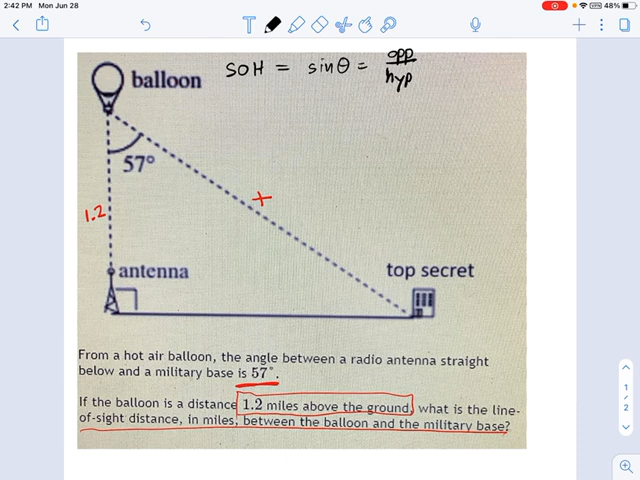 2:42 PM Mon Jun 28
48%
T
balloon
SOH = sinθ = opp
hyp
57°
1.2
antenna
top secret
From a hot air balloon, the angle between a radio antenna straight
below and a military base is 57°.
If the balloon is a distance 1.2 miles above the ground, what is the line-
of-sight distance, in miles, between the balloon and the military base?
1
2